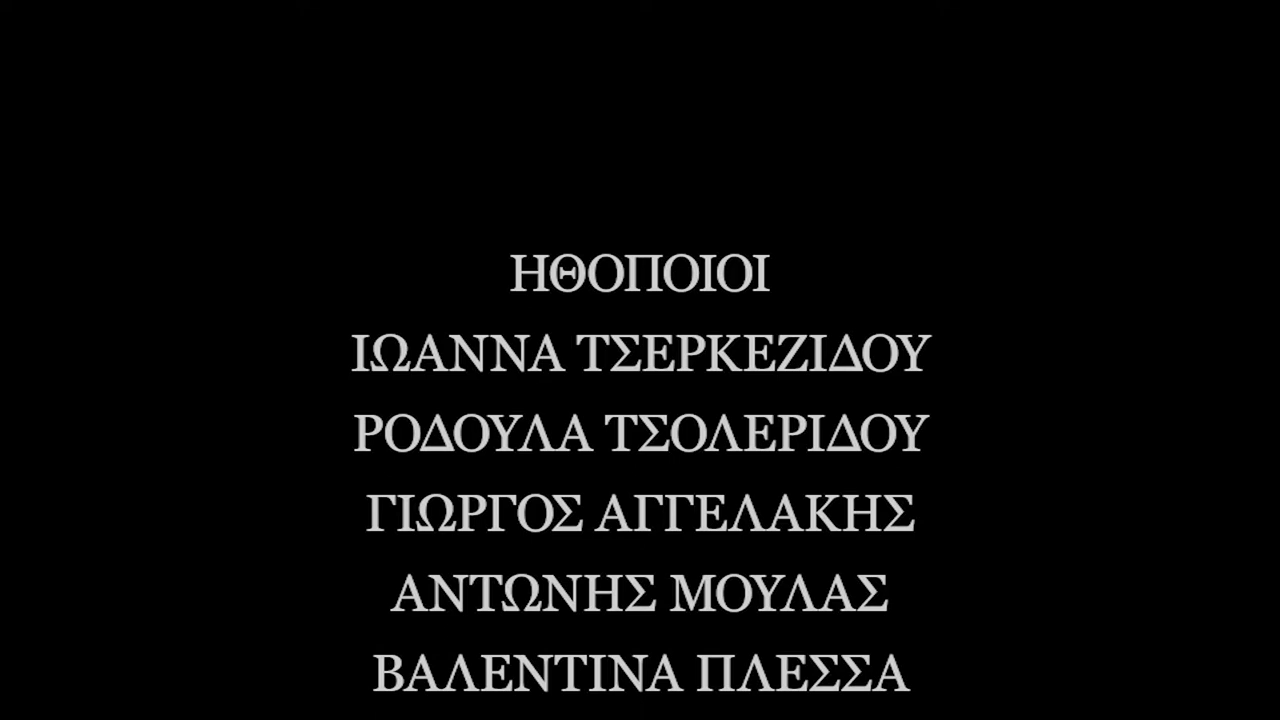 ΗΘΟΠΟΙΟΙ
ΙΩΑΝΝΑ ΤΣΕΡΚΕΖΙΔΟΥ
ΡΟΔΟΥΛΑ ΤΣΟΛΕΡΙΔΟΥ
ΓΙΩΡΓΟΣ ΑΓΓΕΛΑΚΗΣ
ΑΝΤΩΝΗΣ ΜΟΥΛΑΣ
ΒΑΛΕΝΤΙΝΑ ΠΛΕΣΣΑ